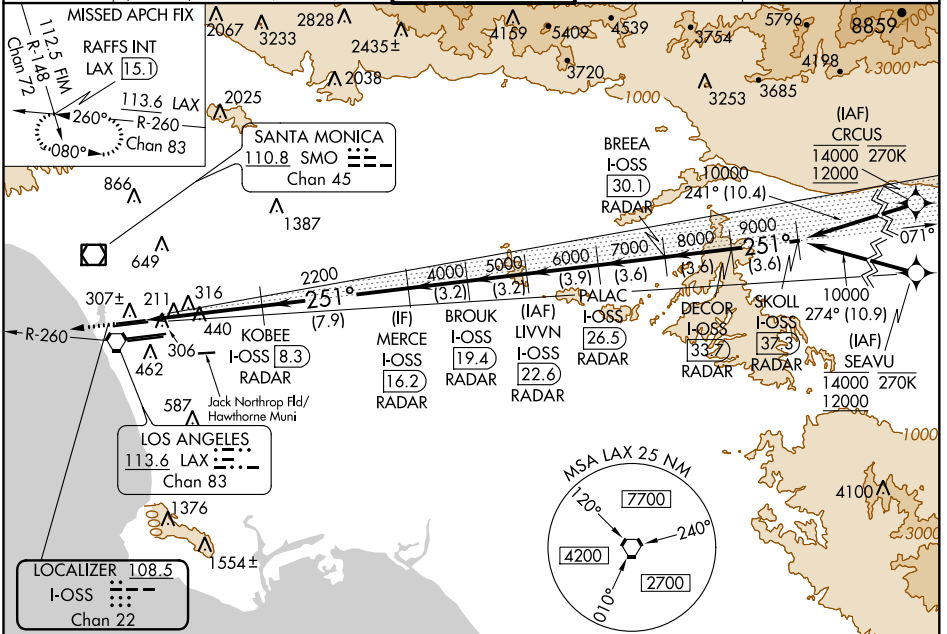 MISSED APCH FIX
112.5 FIM
R-148
Chan 72
RAFFS INT
LAX 15.1
113.6 LAX
R-260
Chan 83
260°
080°
2067
3233
2828
2435±
2038
2025
4159
5409
4539
3720
3754
5796
8859
4198
3000
3253
3685
1000
SANTA MONICA
110.8 SMO
Chan 45
866
1387
649
BREEA
I-OSS
30.1
RADAR
(IAF)
CRCUS
14000 270K
12000
10000
241° (10.4)
071°
10000
274° (10.9)
(IAF)
SEAVU
14000 270K
12000
2200
251°
(7.9)
4000
(3.2)
5000
(3.2)
6000
(3.9)
7000
(3.6)
8000
(3.6)
9000
251°
(3.6)
307±
211
316
440
306
462
587
R-260
KOBEE
I-OSS 8.3
RADAR
(IF)
MERCE
I-OSS
16.2
RADAR
BROUK
I-OSS
19.4
RADAR
(IAF)
LIVVN
I-OSS
22.6
RADAR
PALAC
I-OSS
26.5
RADAR
DECOR
I-OSS
33.7
RADAR
SKOLL
I-OSS
37.3
RADAR
Jack Northrop Fld/
Hawthorne Muni
LOS ANGELES
113.6 LAX
Chan 83
1376
1554±
LOCALIZER 108.5
I-OSS
Chan 22
MSA LAX 25 NM
120°
7700
240°
4200
2700
010°
1000
4100
3000